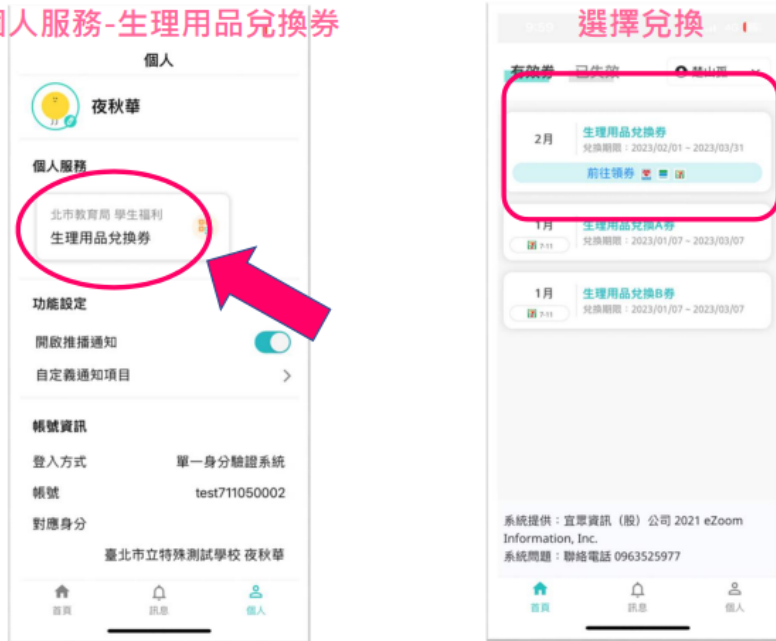 個人服務-生理用品兌換券
個人
夜秋華
個人服務
北市教育局 學生福利
生理用品兌換券
功能設定
開啟推播通知
自定義通知項目
帳號資訊
登入方式 單一身分驗證系統
帳號 test711050002
對應身分
臺北市立特殊測試學校 夜秋華
首頁 訊息 個人
選擇兌換
有效券 已失效
2月
生理用品兌換券
兌換期限：2023/02/01 ~ 2023/03/31
前往領券
1月
生理用品兌換A券
7-11
兌換期限：2023/01/07 ~ 2023/03/07
1月
生理用品兌換B券
7-11
兌換期限：2023/01/07 ~ 2023/03/07
系統提供：宜眾資訊（股）公司 2021 eZoom
Information, Inc.
系統問題：聯絡電話 0963525977
首頁 訊息 個人